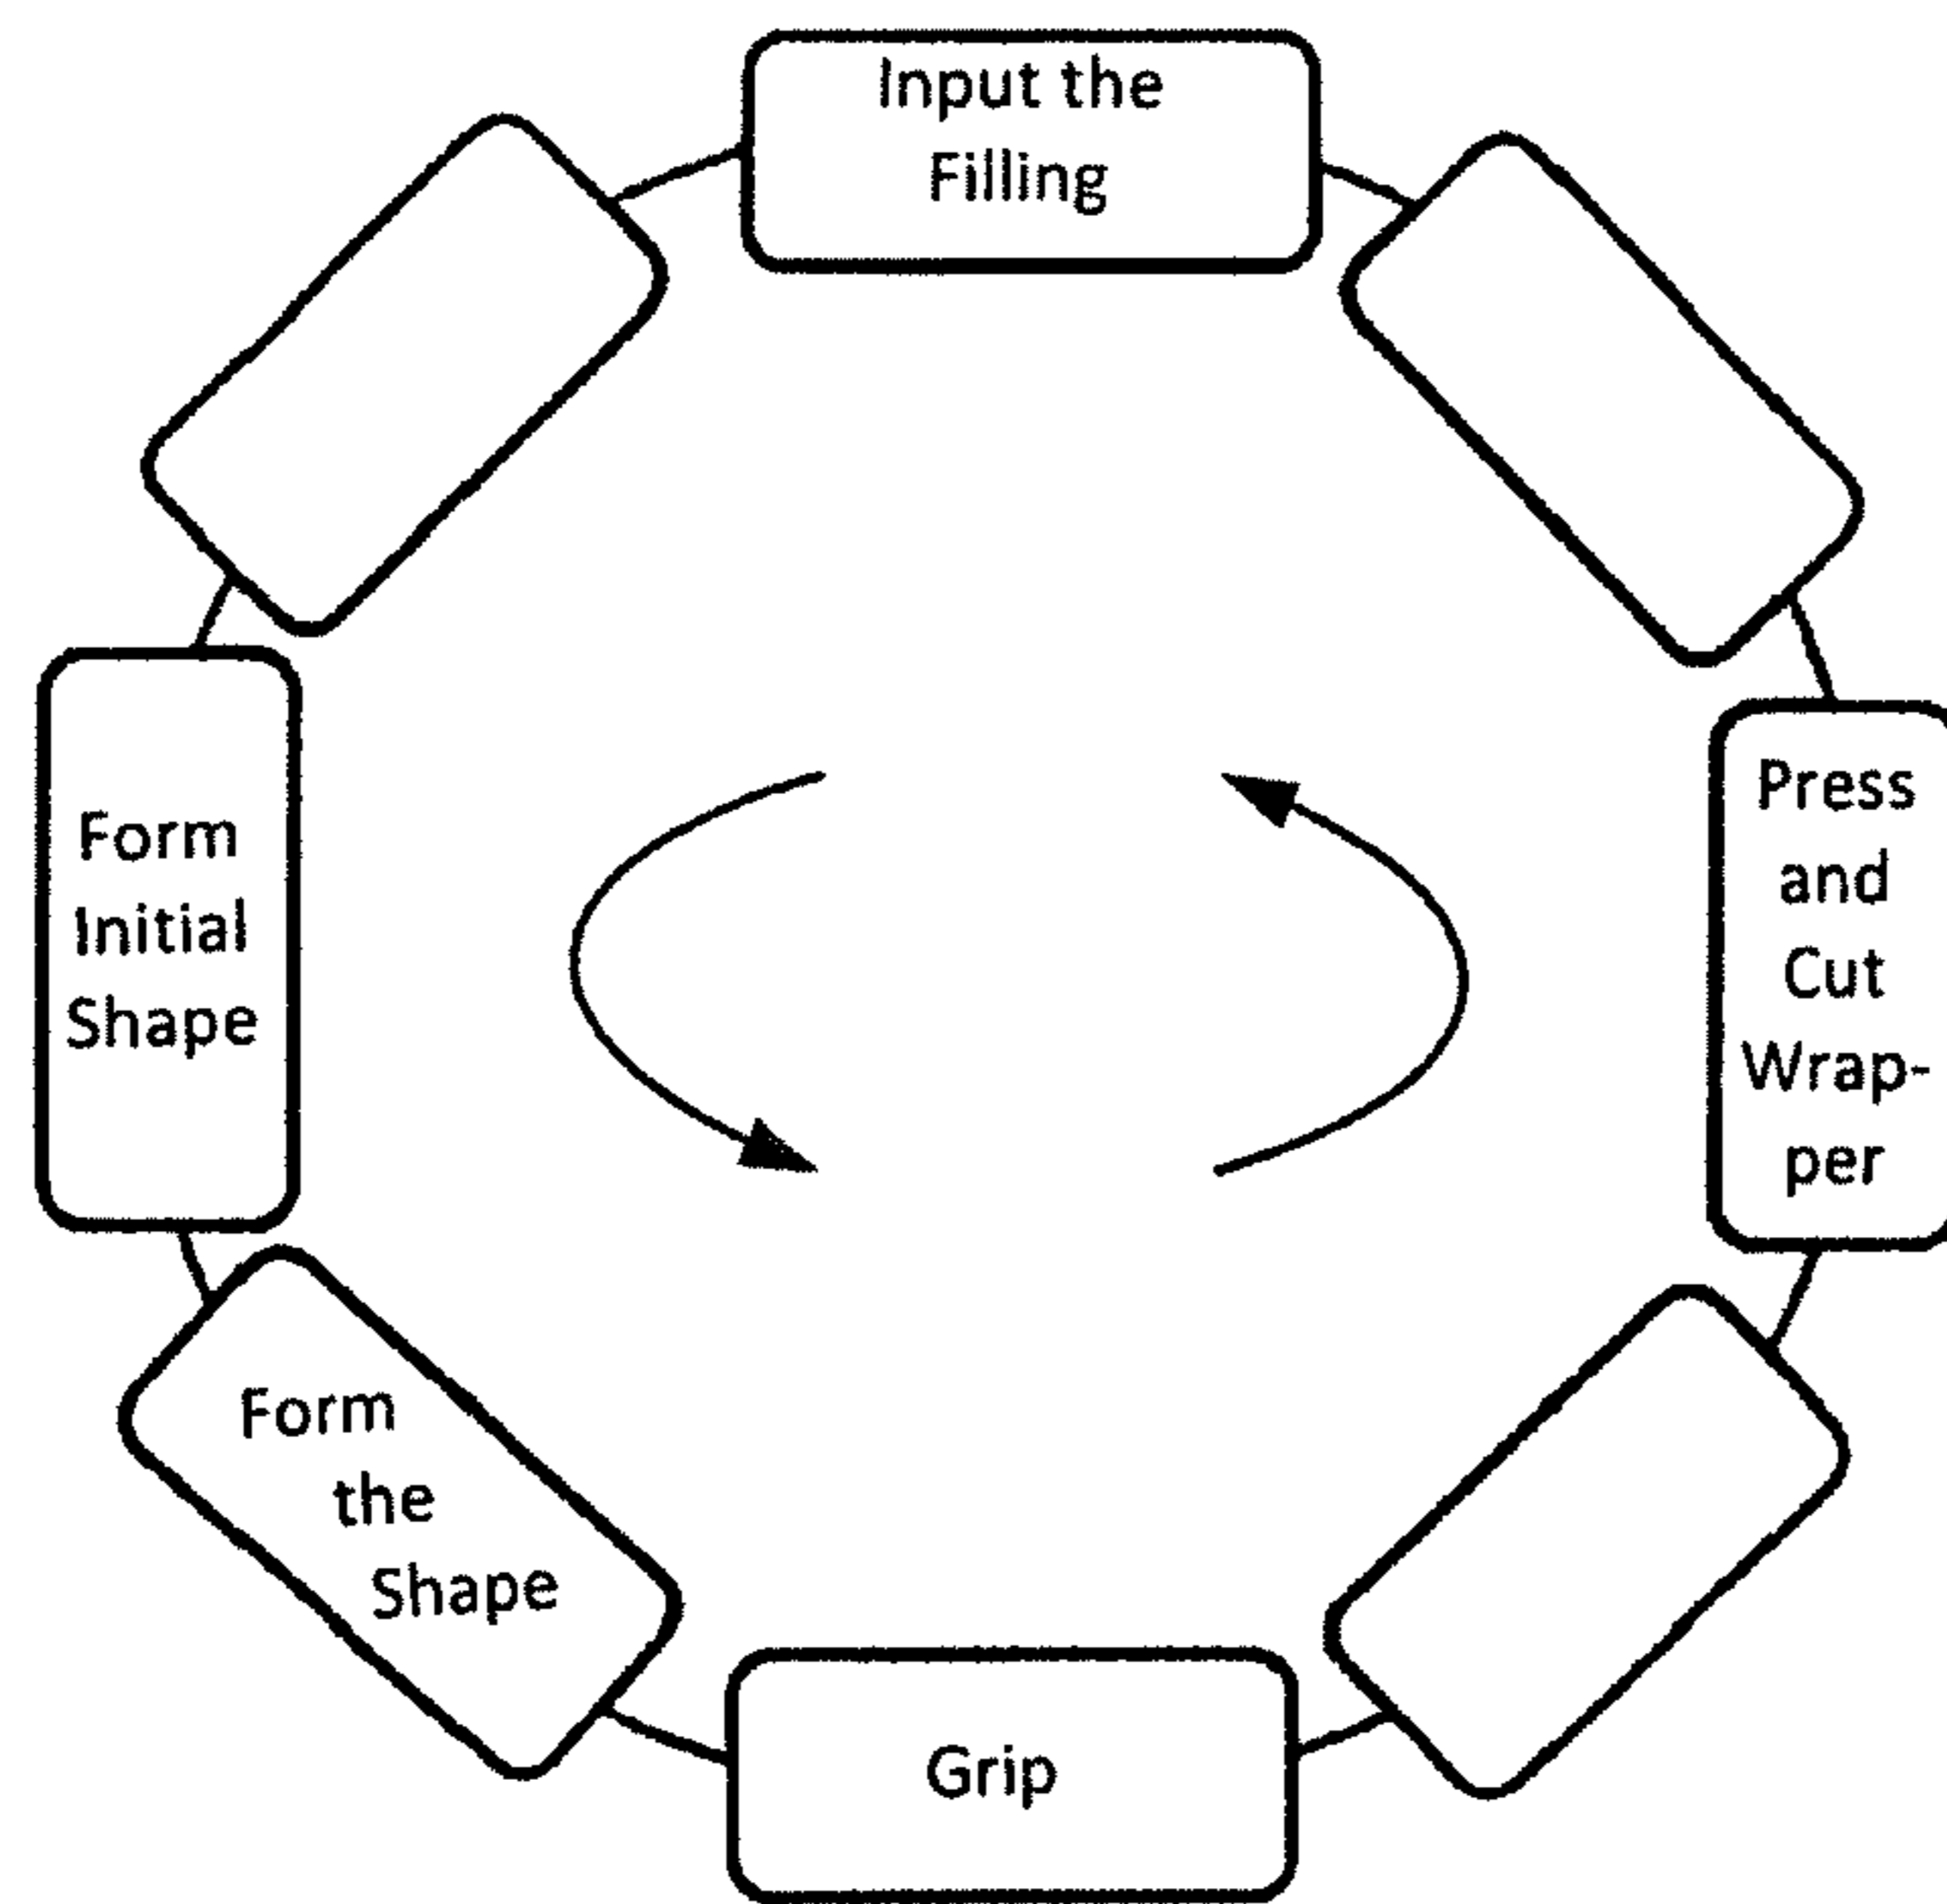 Input the
Filling
Press
and
Cut
Wrap-
per
Form
Initial
Shape
Form
the
Shape
Grip